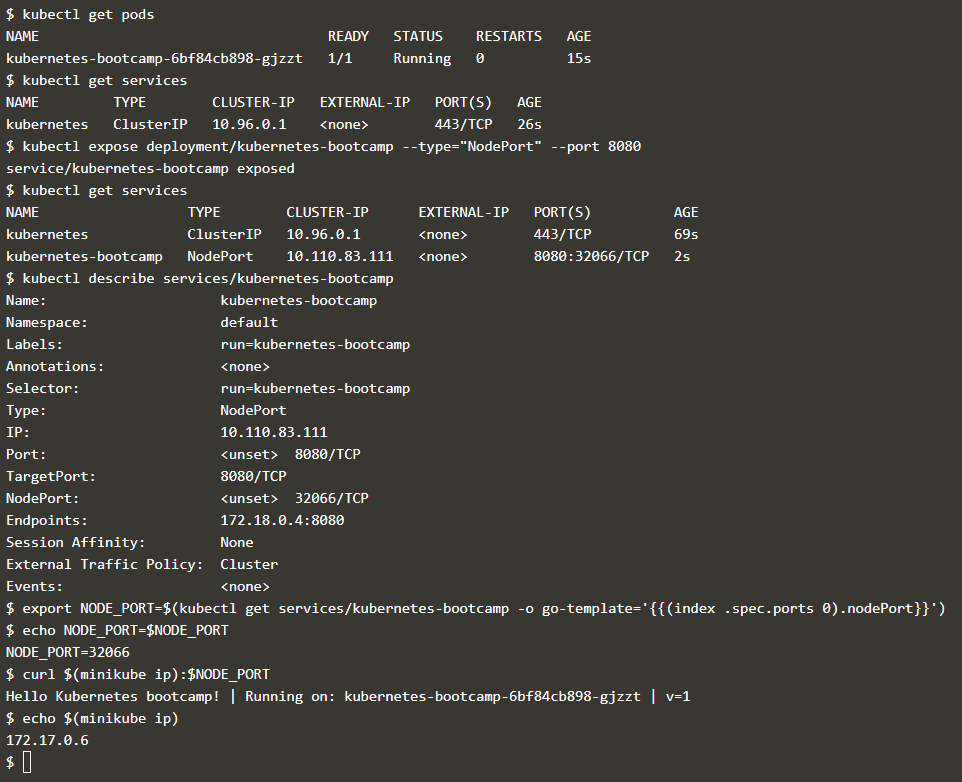 $ kubectl get pods
NAME                                   READY   STATUS    RESTARTS   AGE
kubernetes-bootcamp-6bf84cb898-gjzzt   1/1     Running   0          15s
$ kubectl get services
NAME         TYPE        CLUSTER-IP   EXTERNAL-IP   PORT(S)   AGE
kubernetes   ClusterIP   10.96.0.1    <none>        443/TCP   26s
$ kubectl expose deployment/kubernetes-bootcamp --type="NodePort" --port 8080
service/kubernetes-bootcamp exposed
$ kubectl get services
NAME                  TYPE        CLUSTER-IP      EXTERNAL-IP   PORT(S)          AGE
kubernetes            ClusterIP   10.96.0.1       <none>        443/TCP          69s
kubernetes-bootcamp   NodePort    10.110.83.111   <none>        8080:32066/TCP   2s
$ kubectl describe services/kubernetes-bootcamp
Name:                     kubernetes-bootcamp
Namespace:                default
Labels:                   run=kubernetes-bootcamp
Annotations:              <none>
Selector:                 run=kubernetes-bootcamp
Type:                     NodePort
IP:                       10.110.83.111
Port:                     <unset>  8080/TCP
TargetPort:               8080/TCP
NodePort:                 <unset>  32066/TCP
Endpoints:                172.18.0.4:8080
Session Affinity:         None
External Traffic Policy:  Cluster
Events:                   <none>
$ export NODE_PORT=$(kubectl get services/kubernetes-bootcamp -o go-template='{{(index .spec.ports 0).nodePort}}')
$ echo NODE_PORT=$NODE_PORT
NODE_PORT=32066
$ curl $(minikube ip):$NODE_PORT
Hello Kubernetes bootcamp! | Running on: kubernetes-bootcamp-6bf84cb898-gjzzt | v=1
$ echo $(minikube ip)
172.17.0.6
$